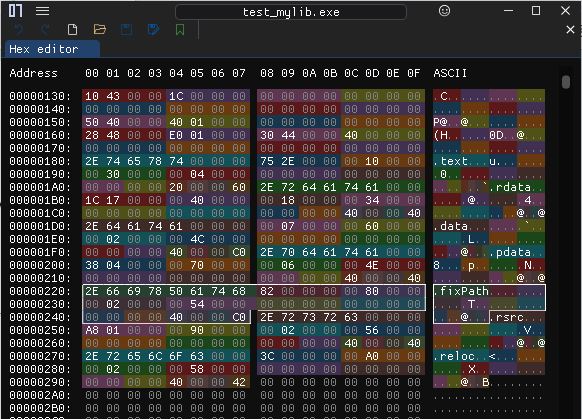 test_mylib.exe
Hex editor
Address 00 01 02 03 04 05 06 07 08 09 0A 0B 0C 0D 0E 0F ASCII
00000130: 10 43 00 00 1C 00 00 00 00 00 00 00 00 00 00 00 .C..............
00000140: 00 00 00 00 00 00 00 00 00 00 00 00 00 00 00 00 ................
00000150: 50 40 00 00 40 01 00 00 00 00 00 00 00 00 00 00 P@..@...........
00000160: 28 48 00 00 E0 01 00 00 30 44 00 00 40 00 00 00 (H......0D..@...
00000170: 00 00 00 00 00 00 00 00 00 00 00 00 00 00 00 00 ................
00000180: 2E 74 65 78 74 00 00 00 75 2E 00 00 00 10 00 00 .text...u.......
00000190: 00 30 00 00 00 04 00 00 00 00 00 00 00 00 00 00 .0..............
000001A0: 00 00 00 00 20 00 00 60 2E 72 64 61 74 61 00 00 .... ..`.rdata..
000001B0: 1C 17 00 00 00 40 00 00 00 18 00 00 00 34 00 00 .....@.......4..
000001C0: 00 00 00 00 00 00 00 00 00 00 00 00 40 00 00 40 ............@..@
000001D0: 2E 64 61 74 61 00 00 00 00 07 00 00 00 60 00 00 .data........`..
000001E0: 00 02 00 00 00 4C 00 00 00 00 00 00 00 00 00 00 .....L..........
000001F0: 00 00 00 00 40 00 00 C0 2E 70 64 61 74 61 00 00 ....@....pdata..
00000200: 38 04 00 00 00 70 00 00 00 06 00 00 00 4E 00 00 8....p.......N..
00000210: 00 00 00 00 00 00 00 00 00 00 00 00 40 00 00 40 ............@..@
00000220: 2E 66 69 78 50 61 74 68 82 00 00 00 00 80 00 00 .fixPath........
00000230: 00 02 00 00 00 54 00 00 00 00 00 00 00 00 00 00 .....T..........
00000240: 00 00 00 00 40 00 00 C0 2E 72 73 72 63 00 00 00 ....@....rsrc...
00000250: A8 01 00 00 00 90 00 00 00 02 00 00 00 56 00 00 .............V..
00000260: 00 00 00 00 00 00 00 00 00 00 00 00 40 00 00 40 ............@..@
00000270: 2E 72 65 6C 6F 63 00 00 3C 00 00 00 00 A0 00 00 .reloc..<.......
00000280: 00 02 00 00 00 58 00 00 00 00 00 00 00 00 00 00 .....X..........
00000290: 00 00 00 00 40 00 00 42 00 00 00 00 00 00 00 00 ....@..B........
000002A0: 00 00 00 00 00 00 00 00 00 00 00 00 00 00 00 00 ................
000002B0: 00 00 00 00 00 00 00 00 00 00 00 00 00 00 00 00 ................